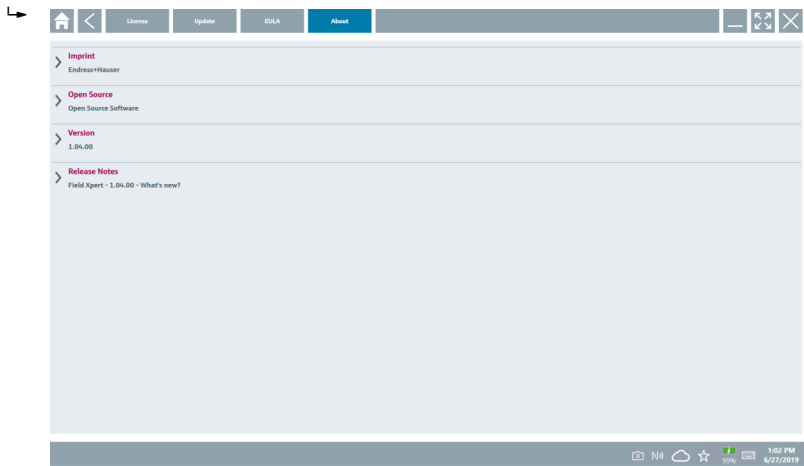 License Update EULA About
Imprint
Endress+Hauser
Open Source
Open Source Software
Version
1.04.00
Release Notes
Field Xpert - 1.04.00 - What's new?
99% 1:02 PM
6/27/2019